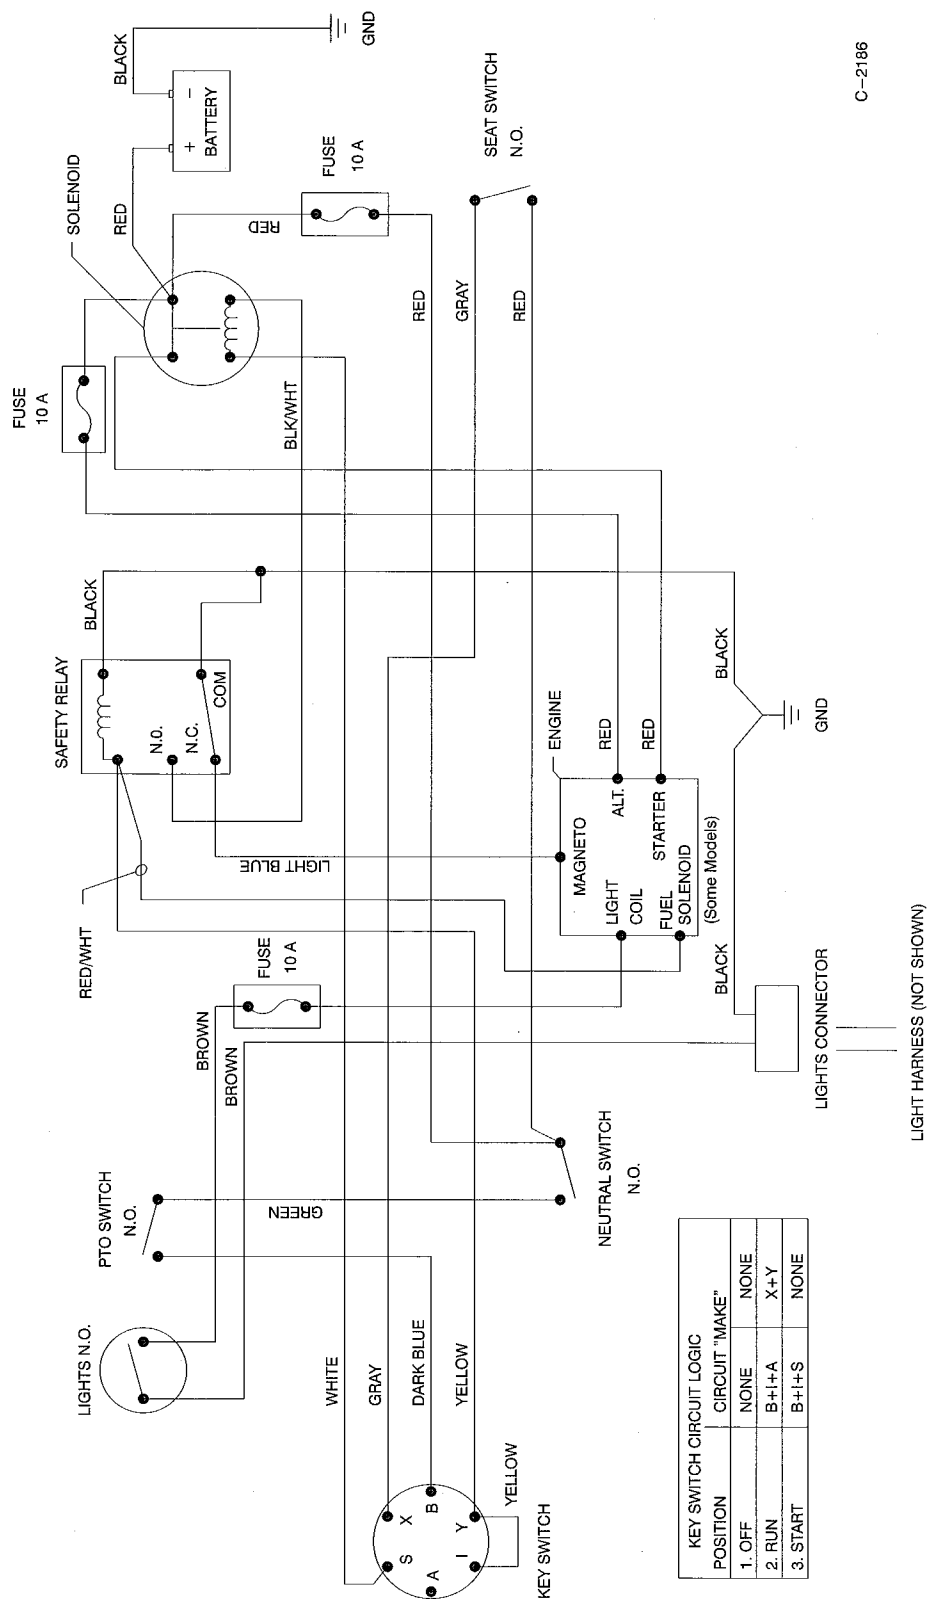 BLACK
GND
- BATTERY +
RED
SOLENOID
FUSE
10 A
RED
FUSE
10 A
SEAT SWITCH
N.O.
C-2186
BLK/WHT
RED
GRAY
RED
SAFETY RELAY
BLACK
N.O.
N.C.
COM
RED/WHT
LIGHT BLUE
ENGINE
RED
RED
BLACK
GND
MAGNETO
ALT.
STARTER
LIGHT
COIL
FUEL
SOLENOID
(Some Models)
BLACK
FUSE
10 A
BROWN
BROWN
LIGHTS CONNECTOR
LIGHT HARNESS (NOT SHOWN)
PTO SWITCH
N.O.
GREEN
NEUTRAL SWITCH
N.O.
LIGHTS N.O.
WHITE
GRAY
DARK BLUE
YELLOW
S
X
A
B
I
Y
YELLOW
KEY SWITCH
KEY SWITCH CIRCUIT LOGIC
POSITION CIRCUIT "MAKE"
1. OFF NONE NONE
2. RUN B+I+A X+Y
3. START B+I+S NONE